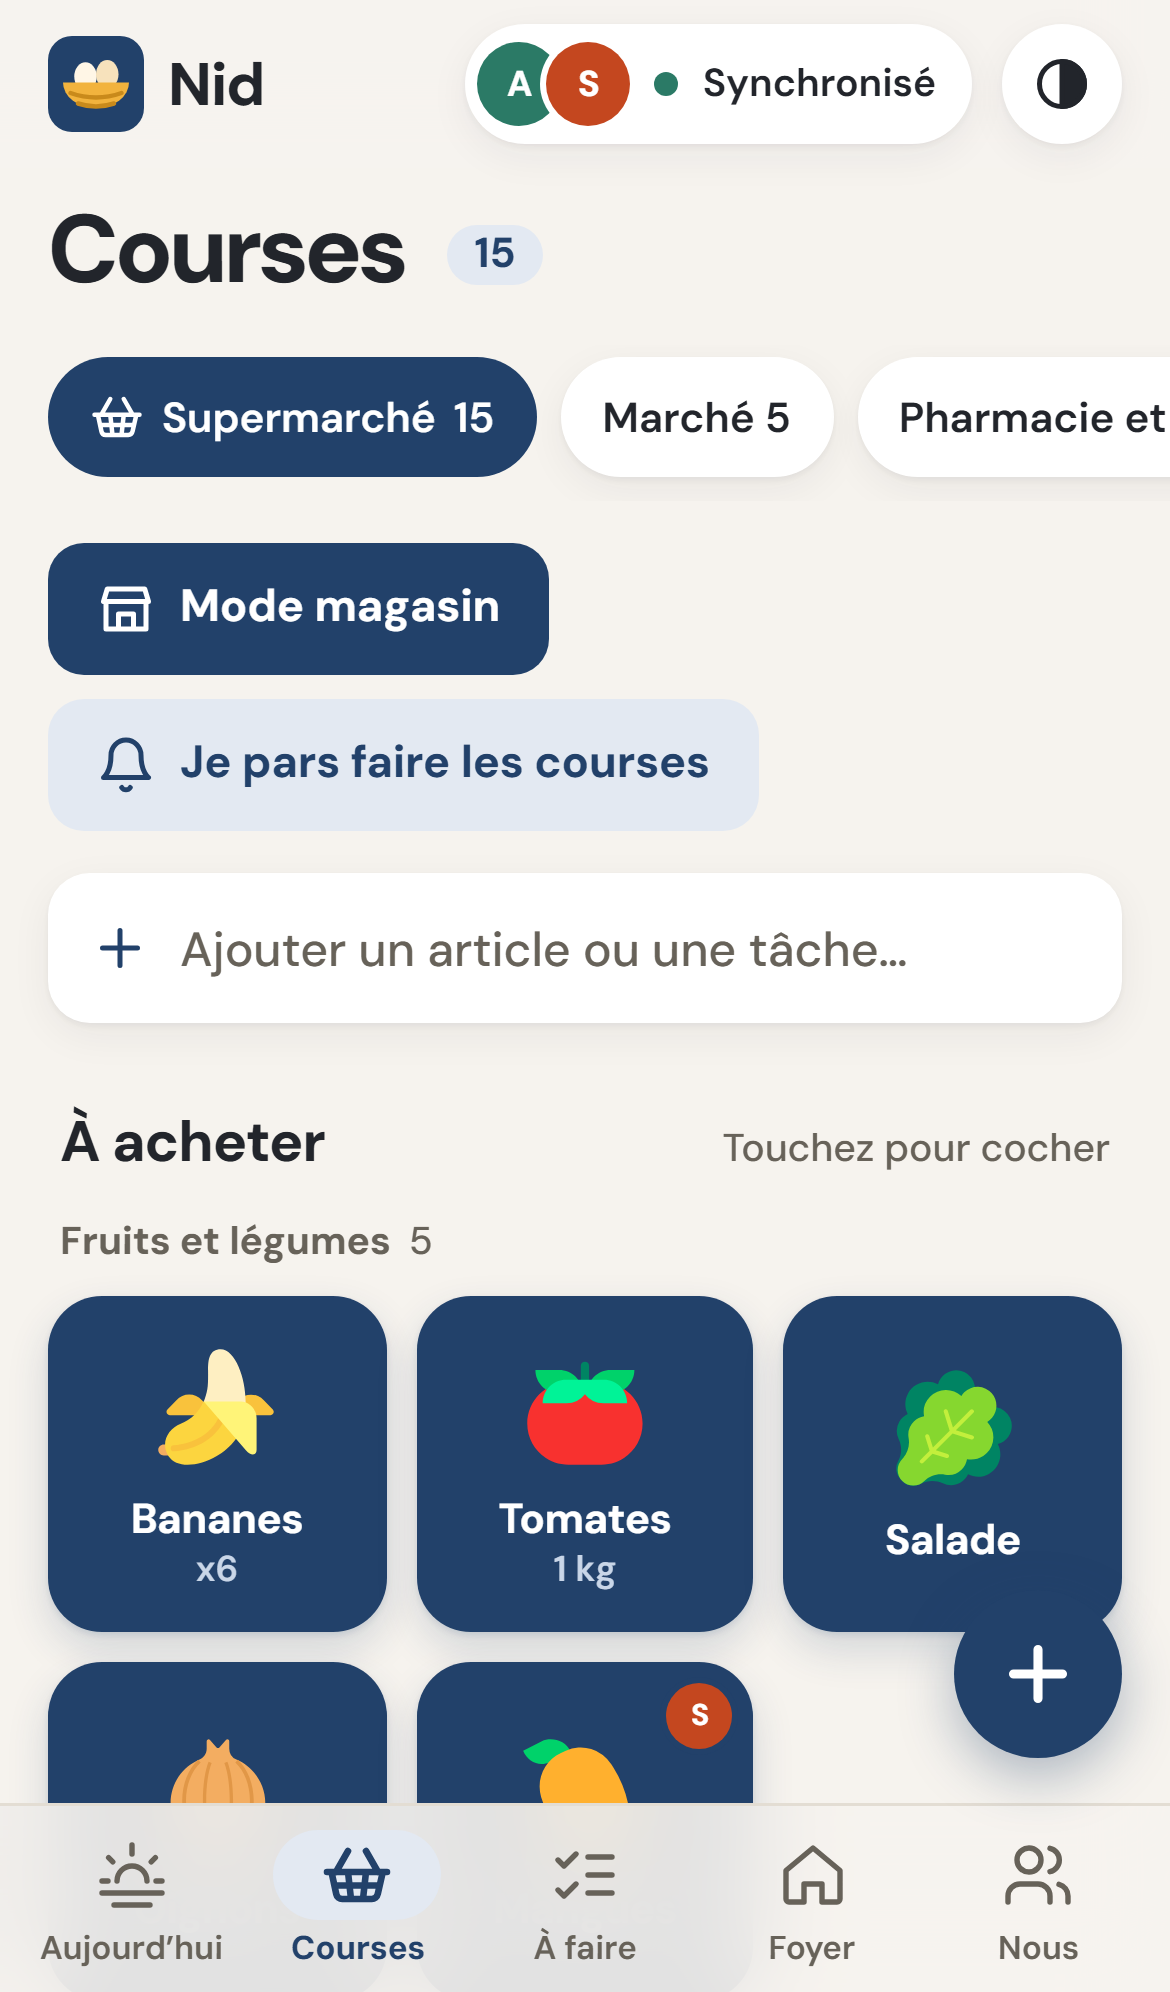 Nid
A S Synchronisé
Courses 15
Supermarché 15
Marché 5
Pharmacie et
Mode magasin
Je pars faire les courses
Ajouter un article ou une tâche...
À acheter
Touchez pour cocher
Fruits et légumes 5
Bananes
x6
Tomates
1 kg
Salade
S
Aujourd’hui
Courses
À faire
Foyer
Nous